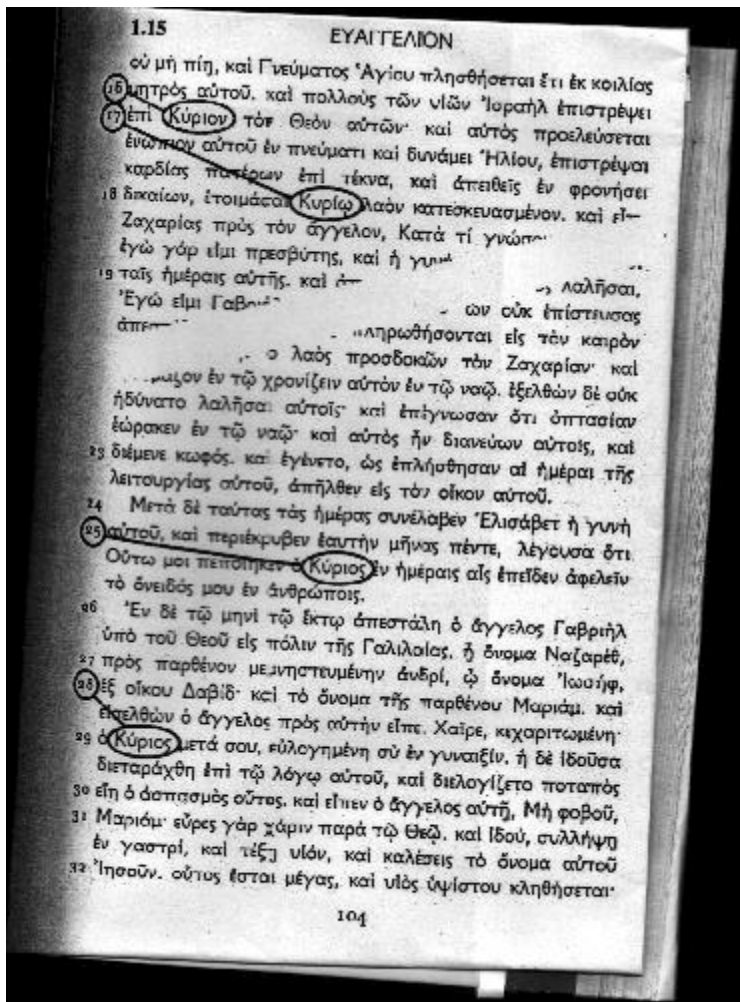 1.15
ΕΥΑΓΓΕΛΙΟΝ
οὐ μὴ πίῃ, καὶ Πνεύματος Ἁγίου πλησθήσεται ἔτι ἐκ κοιλίας
16 μητρὸς αὐτοῦ. καὶ πολλοὺς τῶν υἱῶν Ἰσραὴλ ἐπιστρέψει
17 ἐπὶ Κύριον τὸν Θεὸν αὐτῶν· καὶ αὐτὸς προελεύσεται
ἐνώπιον αὐτοῦ ἐν πνεύματι καὶ δυνάμει Ἠλίου, ἐπιστρέψαι
καρδίας πατέρων ἐπὶ τέκνα, καὶ ἀπειθεῖς ἐν φρονήσει
18 δικαίων, ἑτοιμάσαι Κυρίῳ λαὸν κατεσκευασμένον. καὶ εἶ
Ζαχαρίας πρὸς τὸν ἄγγελον, Κατὰ τί γνώσ
ἐγὼ γάρ εἰμι πρεσβύτης, καὶ ἡ γυνή
19 ταῖς ἡμέραις αὐτῆς. καὶ
λαλῆσαι,
Ἐγώ εἰμι Γαβρ
ὧν οὐκ ἐπίστευσας
ἀπε
πληρωθήσονται εἰς τὸν καιρὸν
ὁ λαὸς προσδοκῶν τὸν Ζαχαρίαν· καὶ
μαζον ἐν τῷ χρονίζειν αὐτὸν ἐν τῷ ναῷ. ἐξελθὼν δὲ οὐκ
ἠδύνατο λαλῆσαι αὐτοῖς· καὶ ἐπέγνωσαν ὅτι ὀπτασίαν
ἑώρακεν ἐν τῷ ναῷ· καὶ αὐτὸς ἦν διανεύων αὐτοῖς, καὶ
23 διέμενε κωφός. καὶ ἐγένετο, ὡς ἐπλήσθησαν αἱ ἡμέραι τῆς
λειτουργίας αὐτοῦ, ἀπῆλθεν εἰς τὸν οἶκον αὐτοῦ.
24 Μετὰ δὲ ταύτας τὰς ἡμέρας συνέλαβεν Ἐλισάβετ ἡ γυνὴ
25 αὐτοῦ, καὶ περιέκρυβεν ἑαυτὴν μῆνας πέντε, λέγουσα ὅτι
Οὕτω μοι πεποίηκεν ὁ Κύριος ἐν ἡμέραις αἷς ἐπεῖδεν ἀφελεῖν
τὸ ὄνειδός μου ἐν ἀνθρώποις.
26 Ἐν δὲ τῷ μηνὶ τῷ ἕκτῳ ἀπεστάλη ὁ ἄγγελος Γαβριὴλ
ὑπὸ τοῦ Θεοῦ εἰς πόλιν τῆς Γαλιλαίας, ᾗ ὄνομα Ναζαρέθ,
27 πρὸς παρθένον μεμνηστευμένην ἀνδρί, ᾧ ὄνομα Ἰωσήφ,
28 ἐξ οἴκου Δαβίδ· καὶ τὸ ὄνομα τῆς παρθένου Μαριάμ. καὶ
εἰσελθὼν ὁ ἄγγελος πρὸς αὐτὴν εἶπε, Χαῖρε, κεχαριτωμένη·
29 ὁ Κύριος μετά σου, εὐλογημένη σὺ ἐν γυναιξίν. ἡ δὲ ἰδοῦσα
διεταράχθη ἐπὶ τῷ λόγῳ αὐτοῦ, καὶ διελογίζετο ποταπὸς
30 εἴη ὁ ἀσπασμὸς οὗτος. καὶ εἶπεν ὁ ἄγγελος αὐτῇ, Μὴ φοβοῦ,
31 Μαριάμ· εὗρες γὰρ χάριν παρὰ τῷ Θεῷ. καὶ ἰδού, συλλήψῃ
ἐν γαστρί, καὶ τέξῃ υἱόν, καὶ καλέσεις τὸ ὄνομα αὐτοῦ
32 Ἰησοῦν. οὗτος ἔσται μέγας, καὶ υἱὸς ὑψίστου κληθήσεται·
104